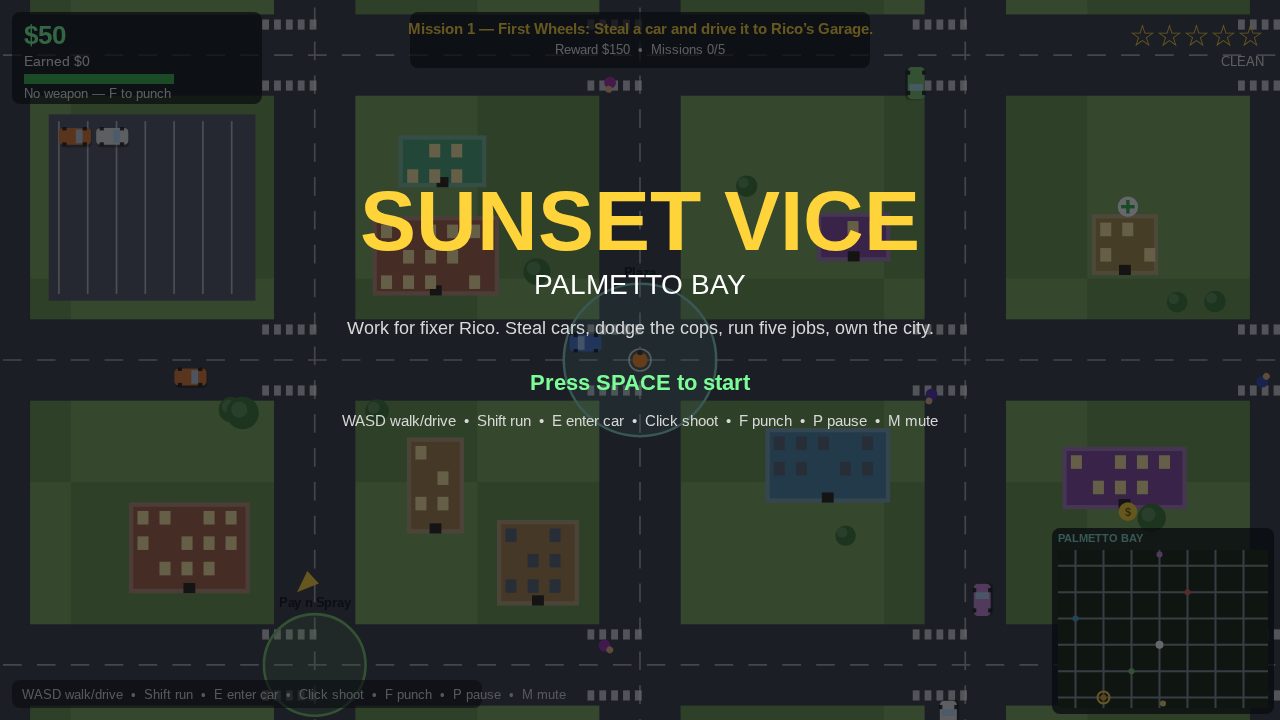 $50
Earned $0
No weapon — F to punch
Mission 1 — First Wheels: Steal a car and drive it to Rico's Garage.
Reward $150 • Missions 0/5
☆☆☆☆☆
CLEAN
SUNSET VICE
PALMETTO BAY
Work for fixer Rico. Steal cars, dodge the cops, run five jobs, own the city.
Press SPACE to start
WASD walk/drive • Shift run • E enter car • Click shoot • F punch • P pause • M mute
$
PALMETTO BAY
Pay n Spray
WASD walk/drive • Shift run • E enter car • Click shoot • F punch • P pause • M mute